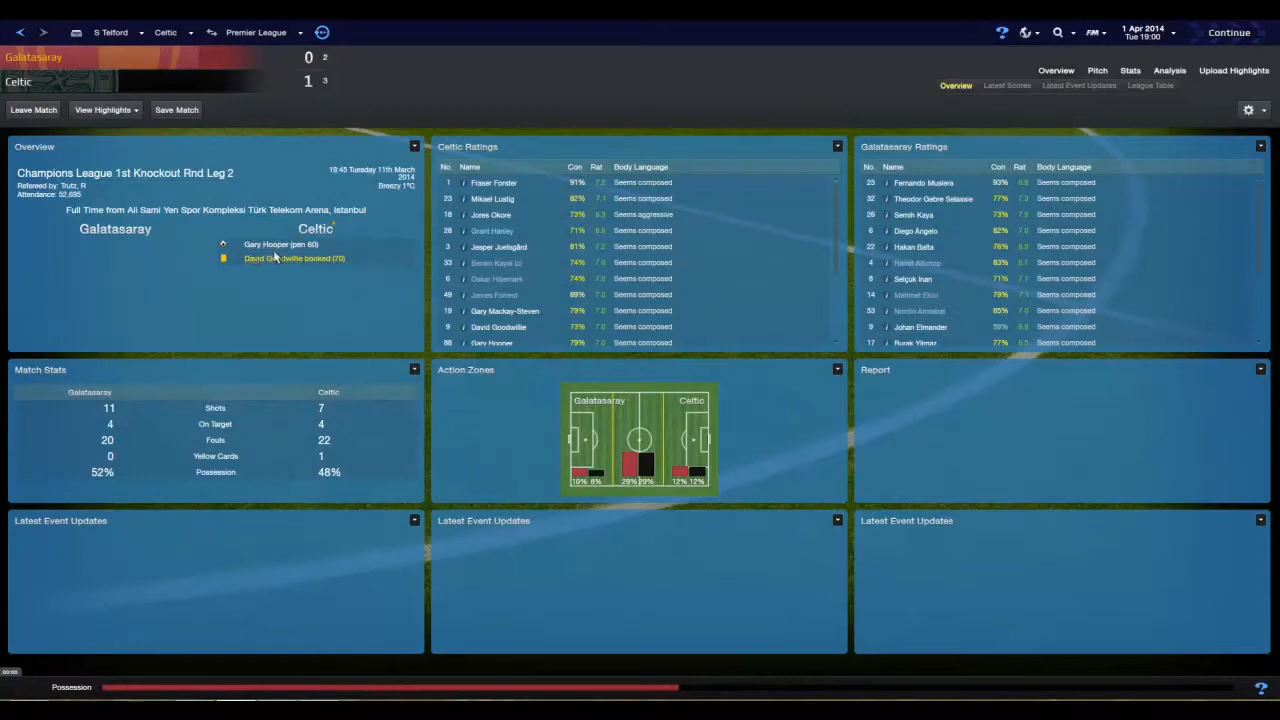 S Telford Celtic Premier League FM 1 Apr 2014 Tue 19:00 Continue
Galatasaray 0 2
Celtic 1 3
Overview Pitch Stats Analysis Upload Highlights
Overview Latest Scores Latest Event Updates League Table
Leave Match View Highlights Save Match
Overview
Champions League 1st Knockout Rnd Leg 2
Refereed by: Trutz, R
Attendance: 52,695
19:45 Tuesday 11th March
2014
Breezy 1°C
Full Time from Ali Sami Yen Spor Kompleksi Türk Telekom Arena, Istanbul
Galatasaray Celtic
Gary Hooper (pen 60)
David Goodwillie booked (70)
Celtic Ratings
No. Name Con Rat Body Language
1 i Fraser Forster 91% 7.2 Seems composed
23 i Mikael Lustig 82% 7.1 Seems composed
18 i Jores Okore 73% 6.3 Seems aggressive
28 i Grant Hanley 71% 6.6 Seems composed
3 i Jesper Juelsgård 81% 7.2 Seems composed
33 i Beram Kayal (c) 74% 7.0 Seems composed
6 i Oskar Hiljemark 74% 7.0 Seems composed
49 i James Forrest 69% 7.0 Seems composed
19 i Gary Mackay-Steven 79% 7.0 Seems composed
9 i David Goodwillie 73% 7.0 Seems composed
88 i Gary Hooper 79% 7.0 Seems composed
Galatasaray Ratings
No. Name Con Rat Body Language
25 i Fernando Muslera 93% 6.8 Seems composed
32 i Theodor Gebre Selassie 77% 7.3 Seems composed
26 i Semih Kaya 73% 7.0 Seems composed
6 i Diego Ângelo 82% 7.0 Seems composed
22 i Hakan Balta 76% 6.9 Seems composed
4 i 83% Seems composed
8 i Selçuk Inan 71% Seems composed
14 i Mehmet Ekici 79% 7.1 Seems composed
53 i Nordin Amrabat 85% 7.0 Seems composed
9 i Johan Elmander 59% 6.8 Seems composed
17 i Burak Yilmaz 77% 6.5 Seems composed
Match Stats
Galatasaray Celtic
11 Shots 7
4 On Target 4
20 Fouls 22
0 Yellow Cards 1
52% Possession 48%
Action Zones
Galatasaray Celtic
10% 8% 29% 29% 12% 12%
Report
Latest Event Updates
Latest Event Updates
Latest Event Updates
00:00
Possession